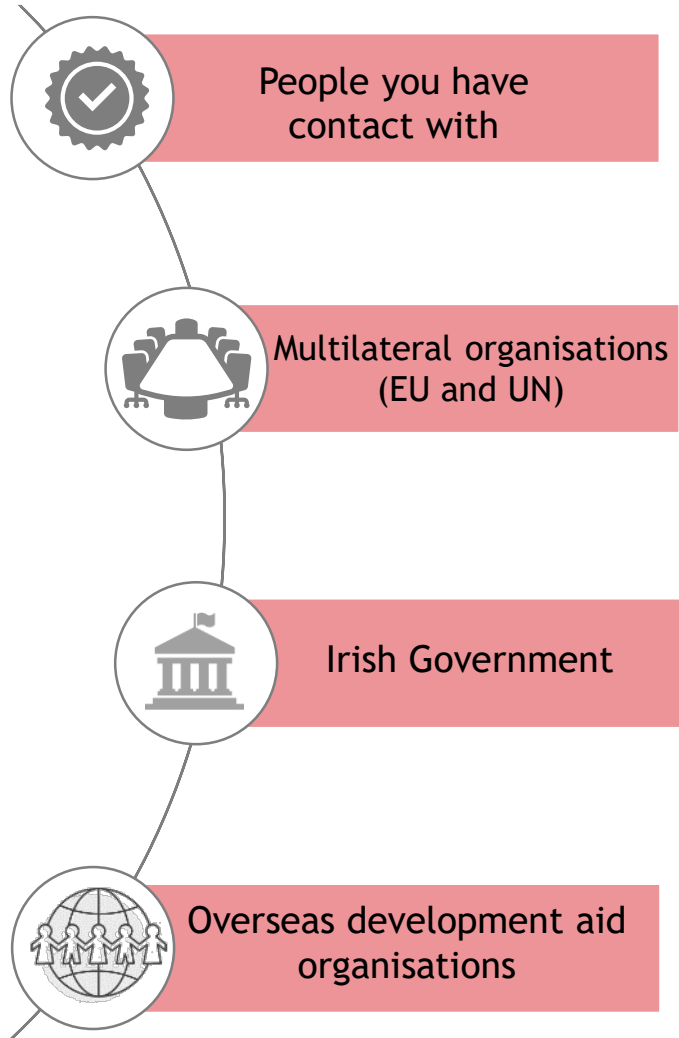 People you have
contact with
Multilateral organisations
(EU and UN)
Irish Government
Overseas development aid
organisations